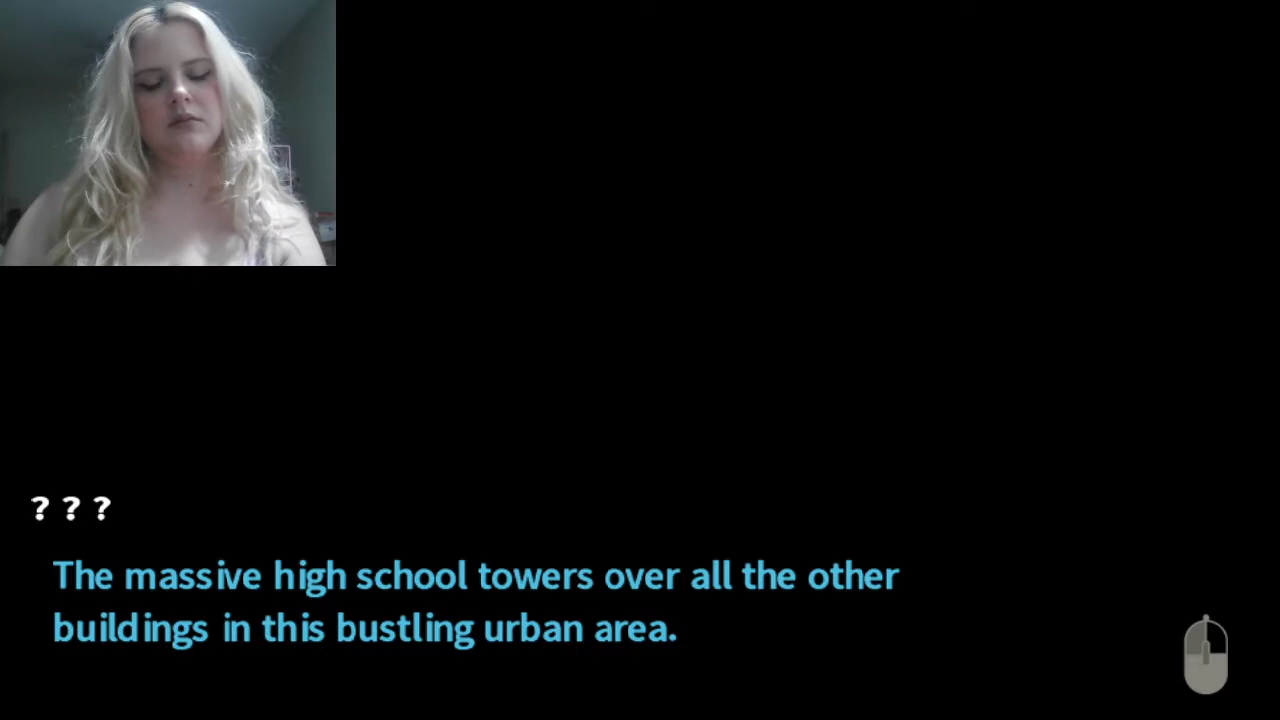 ? ? ?
The massive high school towers over all the other
buildings in this bustling urban area.